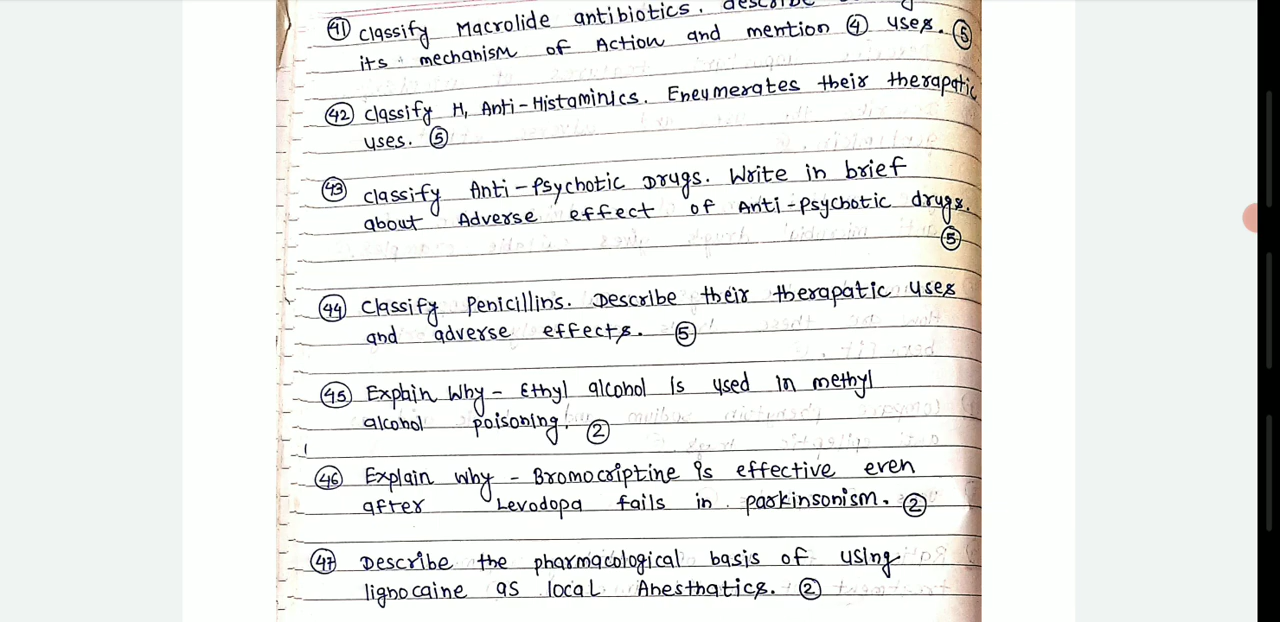 41 Classify Macrolide antibiotics. describe
its mechanism of Action and mention 4 uses. 5
42 Classify H1 Anti-Histaminics. Eneumerates their therapatic
uses. 5
43 Classify Anti-Psychotic Drugs. Write in brief
about Adverse effect of Anti-Psychotic drugs.
5
44 Classify Penicillins. Describe their therapatic uses
and adverse effects. 5
45 Explain Why - Ethyl alcohol is used in methyl
alcohol poisoning. 2
46 Explain why - Bromocriptine is effective even
after Levodopa fails in parkinsonism. 2
47 Describe the pharmacological basis of using
lignocaine as local Anesthatics. 2